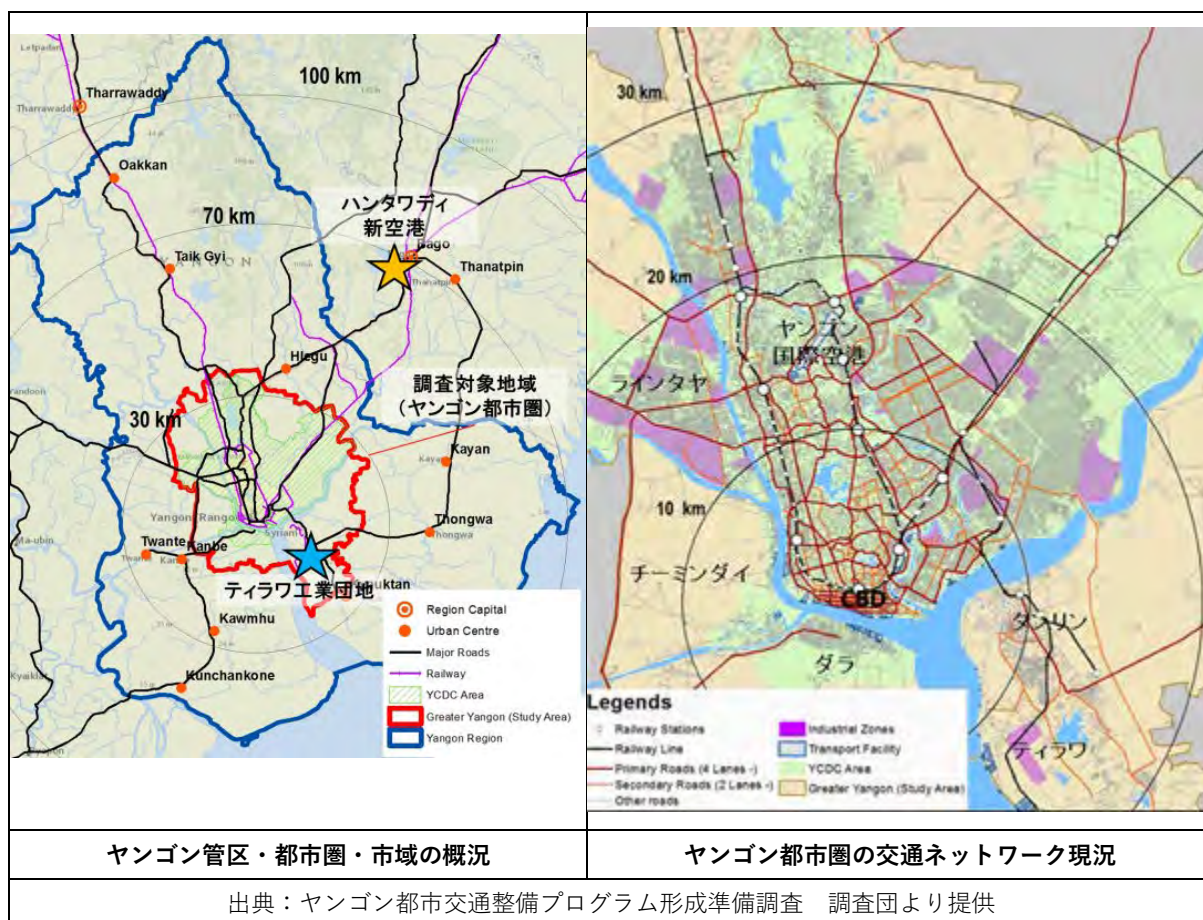 100 km
Tharrawaddy
Oakkan
70 km
ハンタワディ
新空港
Bago
Taik Gyi
Thanatpin
Hlegu
調査対象地域
（ヤンゴン都市圏）
30 km
Kayan
Thongwa
Twante
Kanbe
ティラワ工業団地
Kawmhu
Kunchankone
Region Capital
Urban Centre
Major Roads
Railway
YCDC Area
Greater Yangon (Study Area)
Yangon Region
30 km
20 km
ヤンゴン
国際空港
ラインタヤ
10 km
チーミンダイ
CBD
ダラ
タンリン
ティラワ
Legends
Railway Stations
Railway Line
Primary Roads (4 Lanes -)
Secondary Roads (2 Lanes -)
Other roads
Industrial Zones
Transport Facility
YCDC Area
Greater Yangon (Study Area)
ヤンゴン管区・都市圏・市域の概況
ヤンゴン都市圏の交通ネットワーク現況
出典：ヤンゴン都市交通整備プログラム形成準備調査　調査団より提供